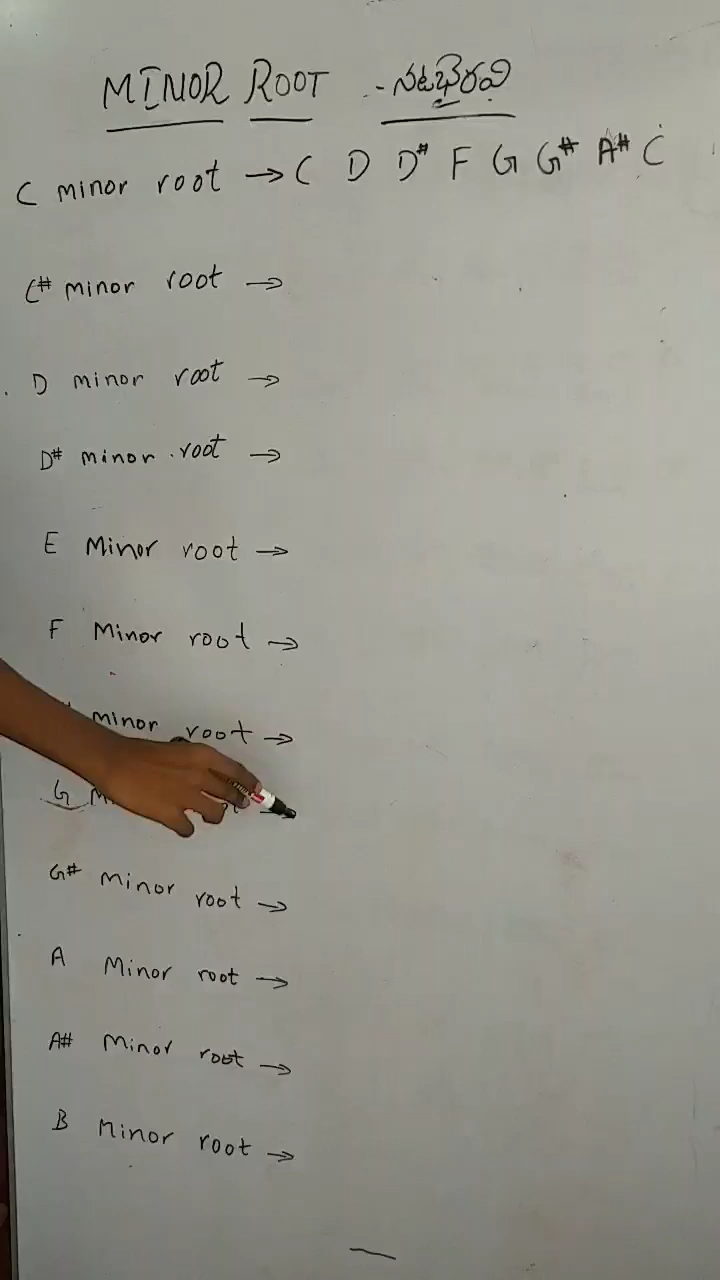 MINOR ROOT - నటభైరవి
C minor root → C D D# F G G# A# Ċ
C# minor root →
D minor root →
D# minor root →
E Minor root →
F Minor root →
minor root →
G
G# Minor root →
A Minor root →
A# Minor root →
B Minor root →